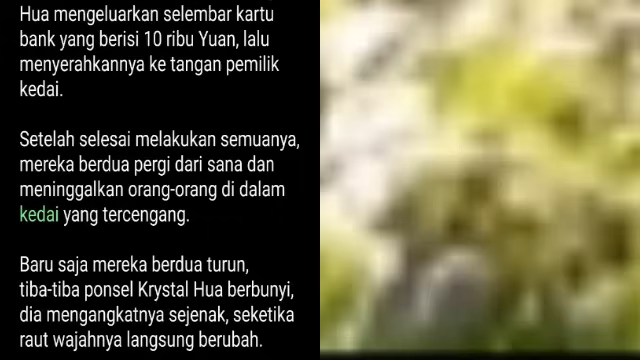 Hua mengeluarkan selembar kartu
bank yang berisi 10 ribu Yuan, lalu
menyerahkannya ke tangan pemilik
kedai.
Setelah selesai melakukan semuanya,
mereka berdua pergi dari sana dan
meninggalkan orang-orang di dalam
kedai yang tercengang.
Baru saja mereka berdua turun,
tiba-tiba ponsel Krystal Hua berbunyi,
dia mengangkatnya sejenak, seketika
raut wajahnya langsung berubah.